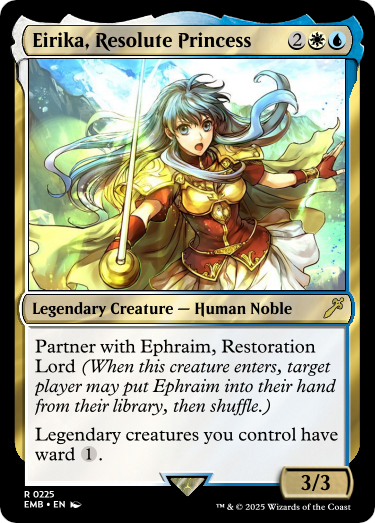 Eirika, Resolute Princess 2
Legendary Creature — Human Noble
Partner with Ephraim, Restoration
Lord (When this creature enters, target
player may put Ephraim into their hand
from their library, then shuffle.)
Legendary creatures you control have
ward 1.
3/3
R 0225
EMB • EN
™ & © 2025 Wizards of the Coast